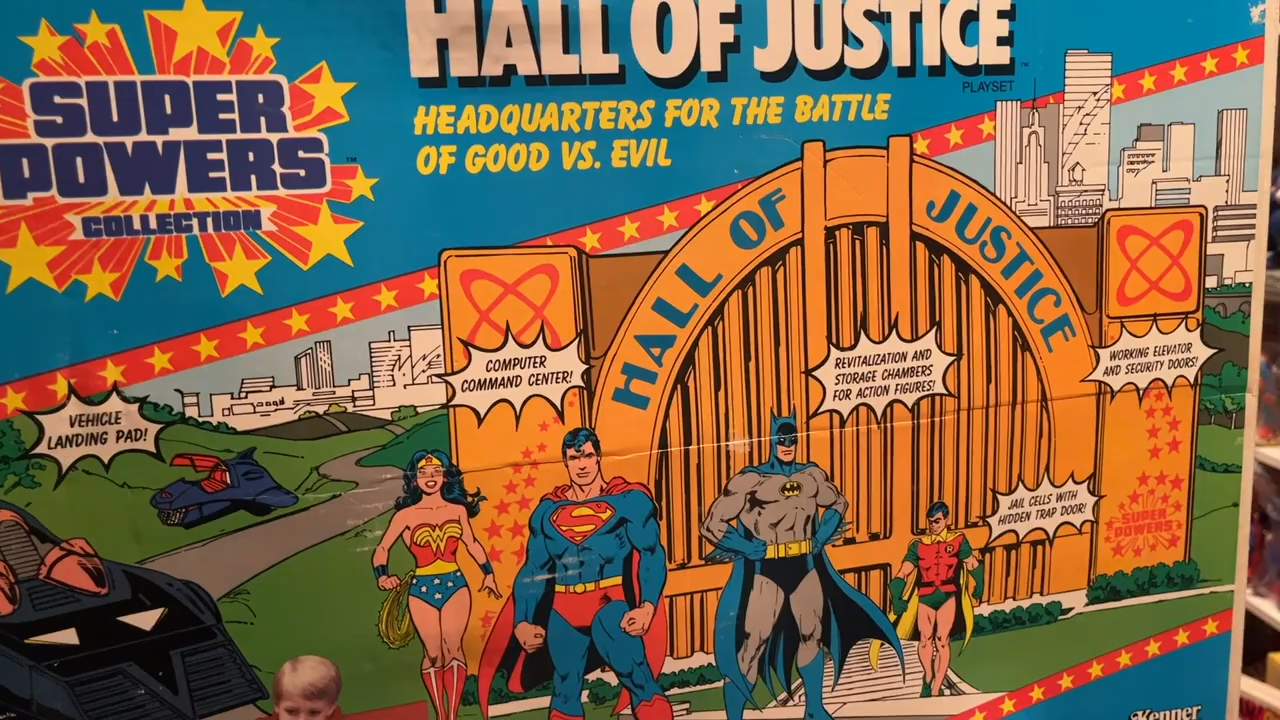 HALL OF JUSTICE
PLAYSET
SUPER
POWERS
COLLECTION
TM
HEADQUARTERS FOR THE BATTLE
OF GOOD VS. EVIL
HALL OF JUSTICE
COMPUTER
COMMAND CENTER!
REVITALIZATION AND
STORAGE CHAMBERS
FOR ACTION FIGURES!
WORKING ELEVATOR
AND SECURITY DOORS!
VEHICLE
LANDING PAD!
JAIL CELLS WITH
HIDDEN TRAP DOOR!
SUPER
POWERS
S
R
Kenner